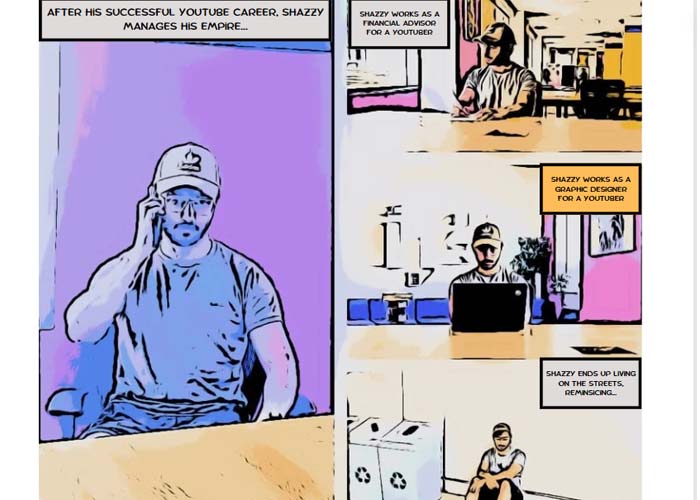 AFTER HIS SUCCESSFUL YOUTUBE CAREER, SHAZZY
MANAGES HIS EMPIRE...
SHAZZY WORKS AS A
FINANCIAL ADVISOR
FOR A YOUTUBER
SHAZZY WORKS AS A
GRAPHIC DESIGNER
FOR A YOUTUBER
SHAZZY ENDS UP LIVING
ON THE STREETS,
REMINSICING...